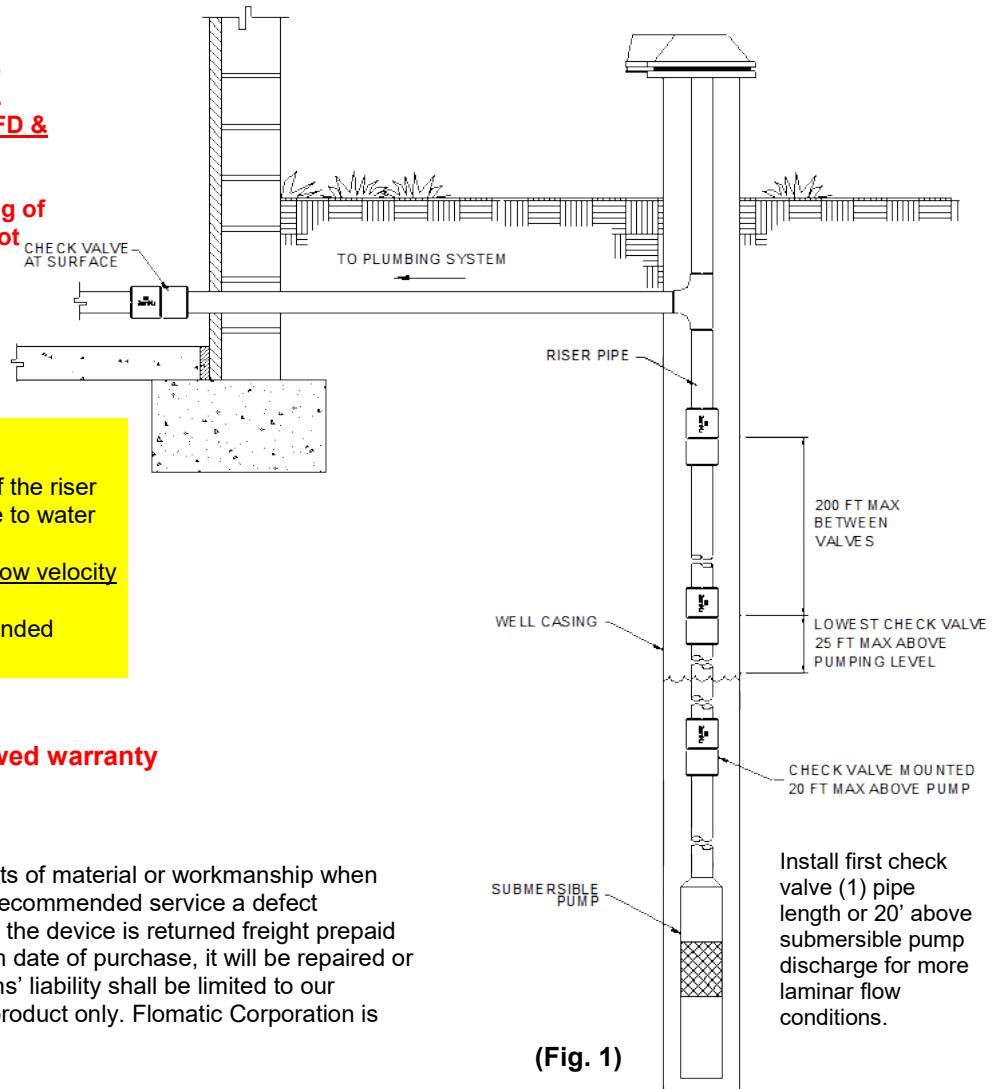 FD &
g of
ot
CHECK VALVE
AT SURFACE
TO PLUMBING SYSTEM
RISER PIPE
f the riser
e to water
ow velocity
nded
200 FT MAX
BETWEEN
VALVES
WELL CASING
LOWEST CHECK VALVE
25 FT MAX ABOVE
PUMPING LEVEL
wed warranty
CHECK VALVE MOUNTED
20 FT MAX ABOVE PUMP
ts of material or workmanship when
recommended service a defect
the device is returned freight prepaid
n date of purchase, it will be repaired or
ns’ liability shall be limited to our
product only. Flomatic Corporation is
SUBMERSIBLE
PUMP
Install first check
valve (1) pipe
length or 20’ above
submersible pump
discharge for more
laminar flow
conditions.
(Fig. 1)